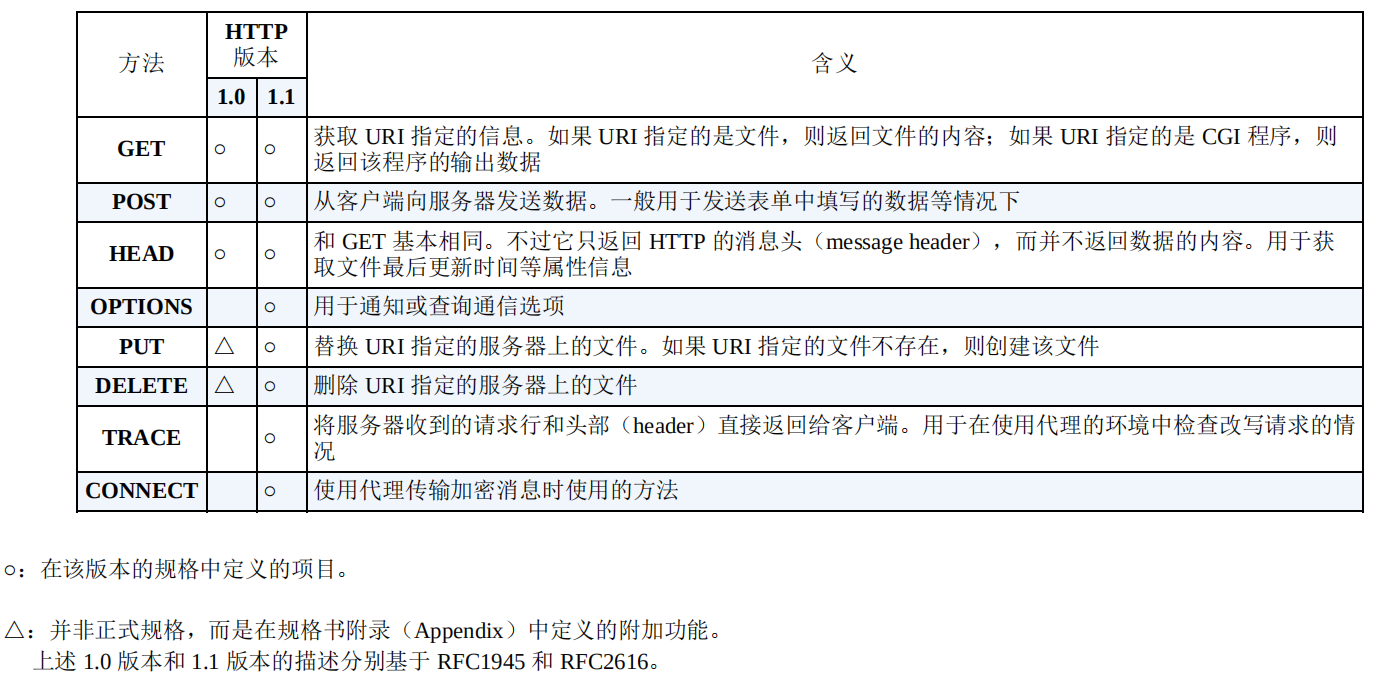 方法 HTTP 版本 含义
1.0 1.1
GET ○ ○ 获取 URI 指定的信息。如果 URI 指定的是文件，则返回文件的内容；如果 URI 指定的是 CGI 程序，则
返回该程序的输出数据
POST ○ ○ 从客户端向服务器发送数据。一般用于发送表单中填写的数据等情况下
HEAD ○ ○ 和 GET 基本相同。不过它只返回 HTTP 的消息头（message header），而并不返回数据的内容。用于获
取文件最后更新时间等属性信息
OPTIONS ○ 用于通知或查询通信选项
PUT △ ○ 替换 URI 指定的服务器上的文件。如果 URI 指定的文件不存在，则创建该文件
DELETE △ ○ 删除 URI 指定的服务器上的文件
TRACE ○ 将服务器收到的请求行和头部（header）直接返回给客户端。用于在使用代理的环境中检查改写请求的情
况
CONNECT ○ 使用代理传输加密消息时使用的方法
○：在该版本的规格中定义的项目。
△：并非正式规格，而是在规格书附录（Appendix）中定义的附加功能。
上述 1.0 版本和 1.1 版本的描述分别基于 RFC1945 和 RFC2616。